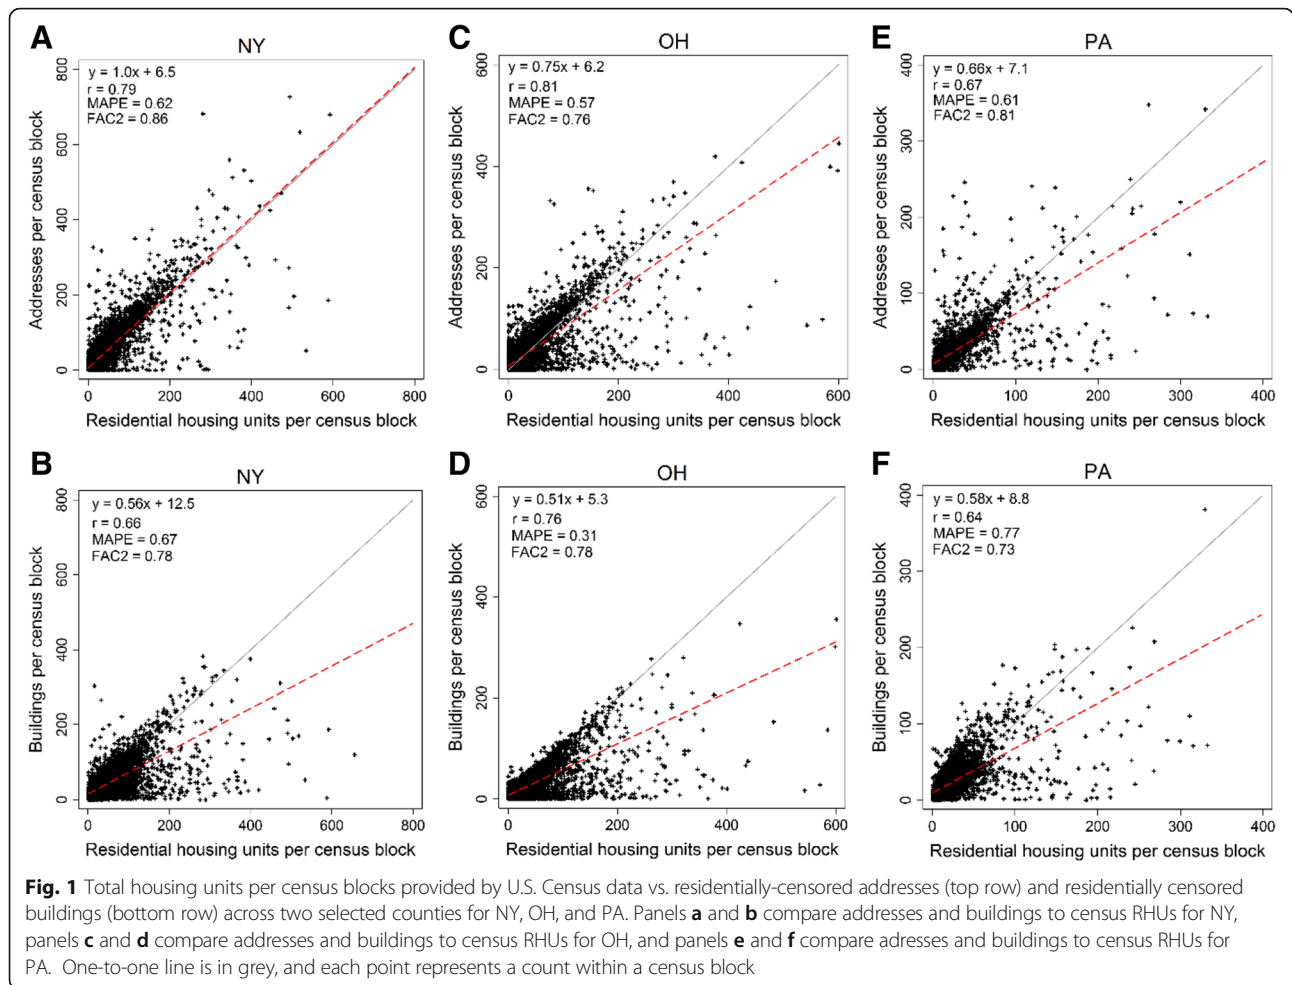 A
NY
y = 1.0x + 6.5
r = 0.79
MAPE = 0.62
FAC2 = 0.86
Addresses per census block
0 200 400 600 800
0 200 400 600 800
Residential housing units per census block
C
OH
y = 0.75x + 6.2
r = 0.81
MAPE = 0.57
FAC2 = 0.76
Addresses per census block
0 200 400 600
0 200 400 600
Residential housing units per census block
E
PA
y = 0.66x + 7.1
r = 0.67
MAPE = 0.61
FAC2 = 0.81
Addresses per census block
0 100 200 300 400
0 100 200 300 400
Residential housing units per census block
B
NY
y = 0.56x + 12.5
r = 0.66
MAPE = 0.67
FAC2 = 0.78
Buildings per census block
0 200 400 600 800
0 200 400 600 800
Residential housing units per census block
D
OH
y = 0.51x + 5.3
r = 0.76
MAPE = 0.31
FAC2 = 0.78
Buildings per census block
0 200 400 600
0 200 400 600
Residential housing units per census block
F
PA
y = 0.58x + 8.8
r = 0.64
MAPE = 0.77
FAC2 = 0.73
Buildings per census block
0 100 200 300 400
0 100 200 300 400
Residential housing units per census block
Fig. 1 Total housing units per census blocks provided by U.S. Census data vs. residentially-censored addresses (top row) and residentially censored
buildings (bottom row) across two selected counties for NY, OH, and PA. Panels a and b compare addresses and buildings to census RHUs for NY,
panels c and d compare addresses and buildings to census RHUs for OH, and panels e and f compare adresses and buildings to census RHUs for
PA. One-to-one line is in grey, and each point represents a count within a census block